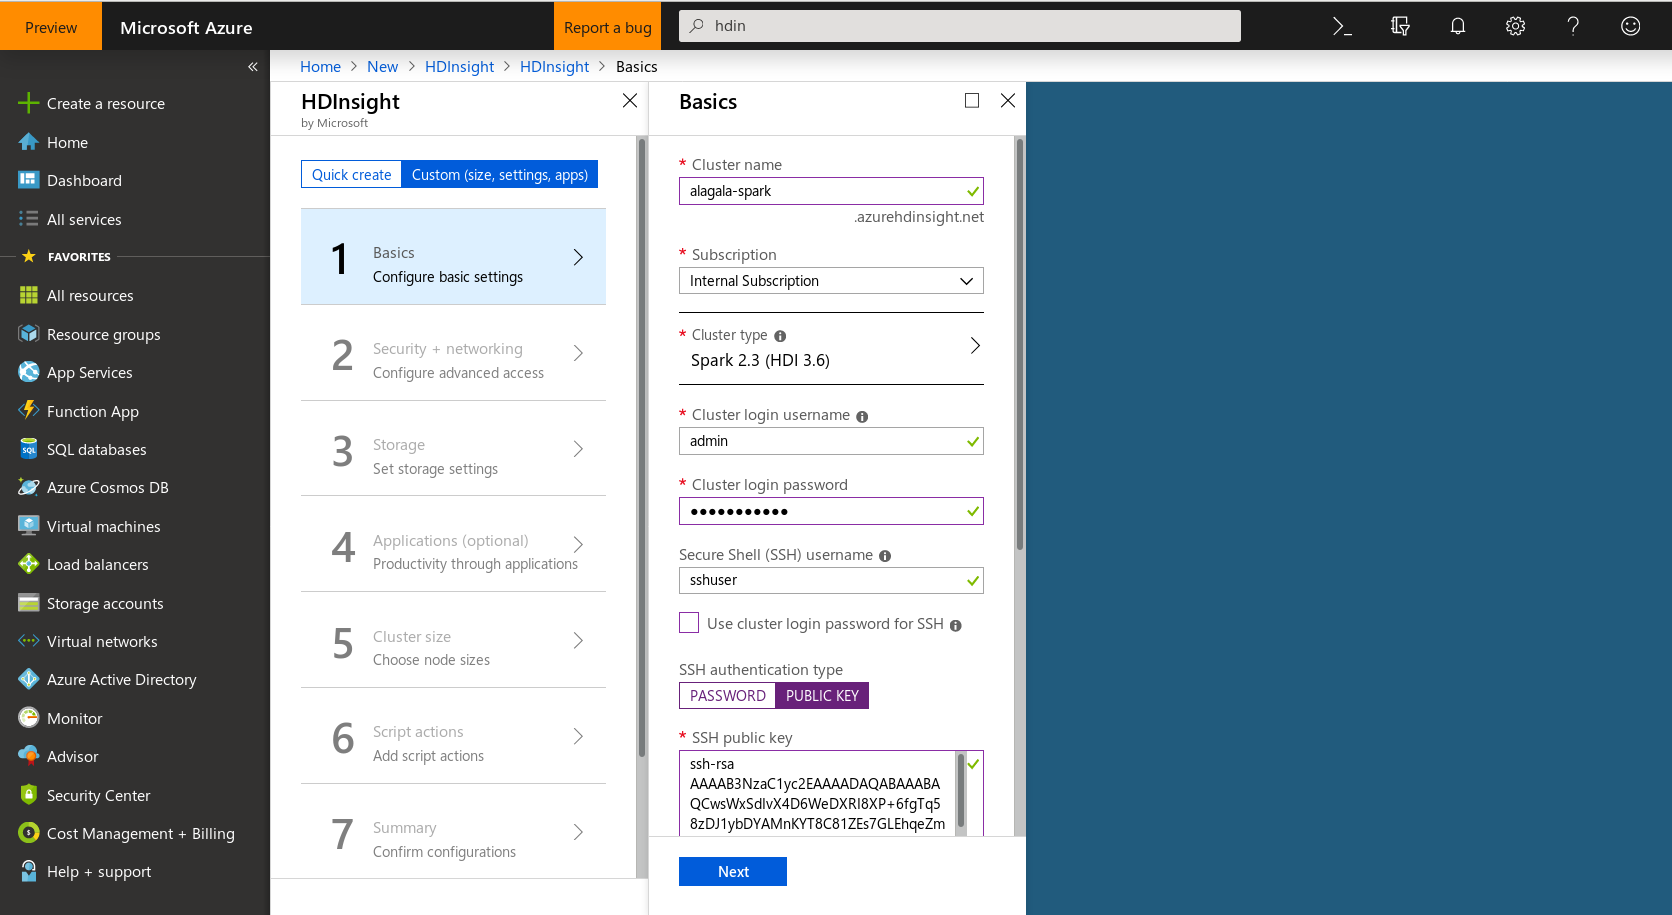 Preview
Microsoft Azure
Report a bug
hdin
Create a resource
Home
Dashboard
All services
FAVORITES
All resources
Resource groups
App Services
Function App
SQL databases
Azure Cosmos DB
Virtual machines
Load balancers
Storage accounts
Virtual networks
Azure Active Directory
Monitor
Advisor
Security Center
Cost Management + Billing
Help + support
Home > New > HDInsight > HDInsight > Basics
HDInsight
by Microsoft
Quick create
Custom (size, settings, apps)
1
Basics
Configure basic settings
2
Security + networking
Configure advanced access
3
Storage
Set storage settings
4
Applications (optional)
Productivity through applications
5
Cluster size
Choose node sizes
6
Script actions
Add script actions
7
Summary
Confirm configurations
Basics
* Cluster name
alagala-spark
.azurehdinsight.net
* Subscription
Internal Subscription
* Cluster type
Spark 2.3 (HDI 3.6)
* Cluster login username
admin
* Cluster login password
•••••••••••
Secure Shell (SSH) username
sshuser
Use cluster login password for SSH
SSH authentication type
PASSWORD
PUBLIC KEY
* SSH public key
ssh-rsa
AAAAB3NzaC1yc2EAAAADAQABAAABA
QCwsWxSdIvX4D6WeDXRI8XP+6fgTq5
8zDJ1ybDYAMnKYT8C81ZEs7GLEhqeZm
Next